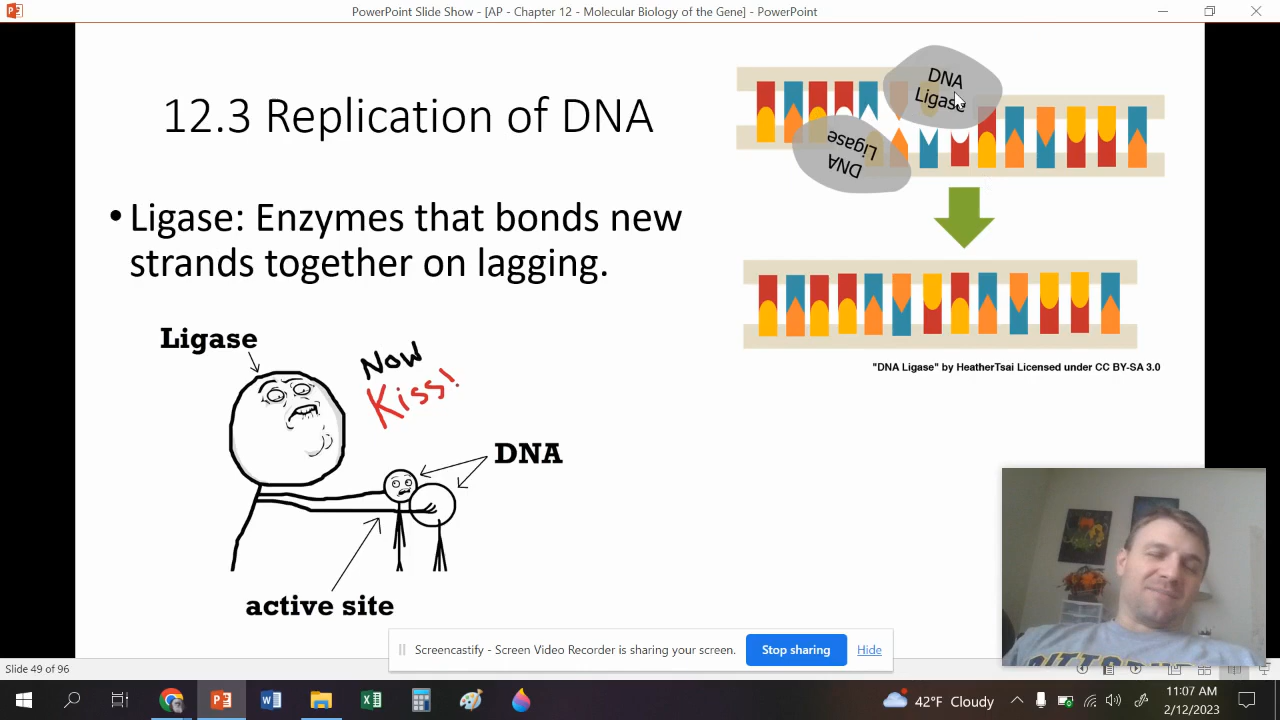 PowerPoint Slide Show - [AP - Chapter 12 - Molecular Biology of the Gene] - PowerPoint
12.3 Replication of DNA
• Ligase: Enzymes that bonds new
strands together on lagging.
Ligase
Now
Kiss!
DNA
active site
DNA
Ligase
DNA
Ligase
"DNA Ligase" by HeatherTsai Licensed under CC BY-SA 3.0
Screencastify - Screen Video Recorder is sharing your screen.
Stop sharing
Hide
Slide 49 of 96
42°F Cloudy
11:07 AM
2/12/2023